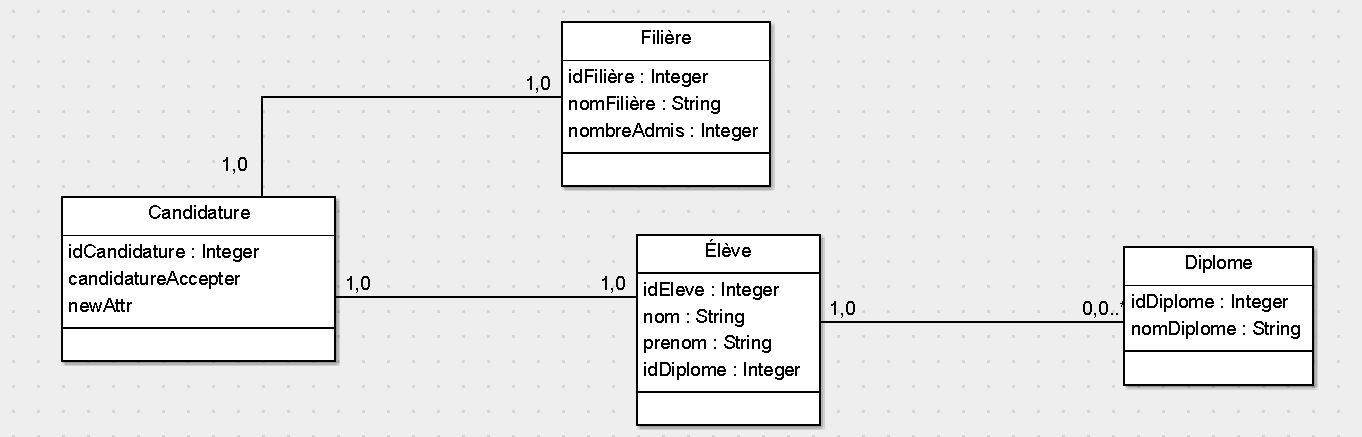 Filière
idFilière : Integer
nomFilière : String
nombreAdmis : Integer
1,0
1,0
Candidature
idCandidature : Integer
candidatureAccepter
newAttr
1,0
1,0
Élève
idEleve : Integer
nom : String
prenom : String
idDiplome : Integer
1,0
0,0..*
Diplome
idDiplome : Integer
nomDiplome : String